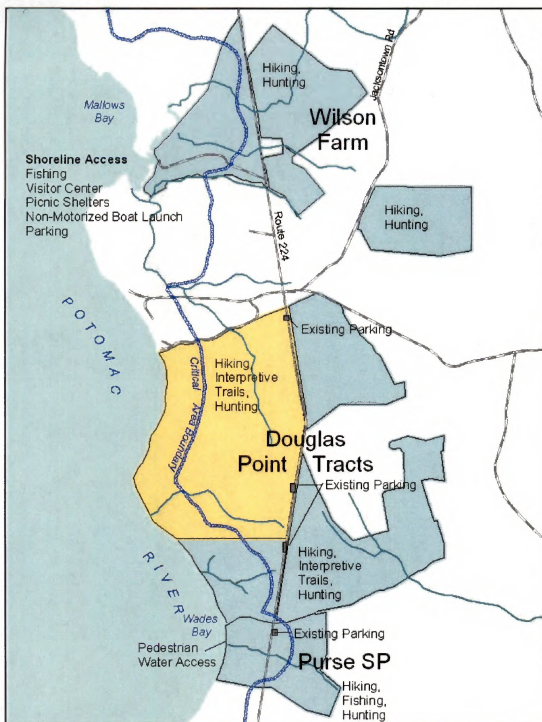 Hiking,
Hunting
Jacksontown Rd
Mallows
Bay
Wilson
Farm
Shoreline Access
Fishing
Visitor Center
Picnic Shelters
Non-Motorized Boat Launch
Parking
Hiking,
Hunting
Route 224
POTOMAC
Existing Parking
Hiking,
Interpretive
Trails,
Hunting
Critical Area Boundary
Douglas
Point Tracts
Existing Parking
Hiking,
Interpretive
Trails,
Hunting
RIVER
Wades
Bay
Existing Parking
Pedestrian
Water Access
Purse SP
Hiking,
Fishing,
Hunting